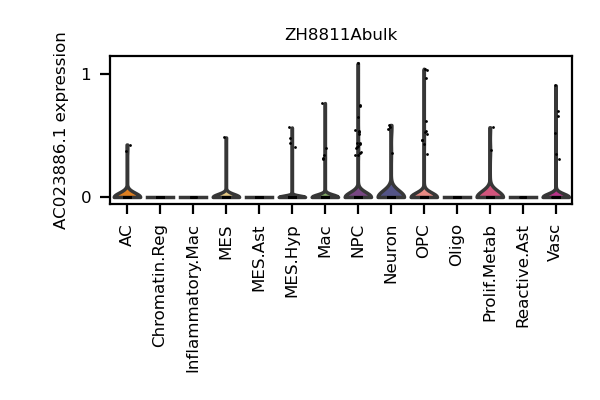 ZH8811Abulk
AC023886.1 expression
1
0
AC
Chromatin.Reg
Inflammatory.Mac
MES
MES.Ast
MES.Hyp
Mac
NPC
Neuron
OPC
Oligo
Prolif.Metab
Reactive.Ast
Vasc